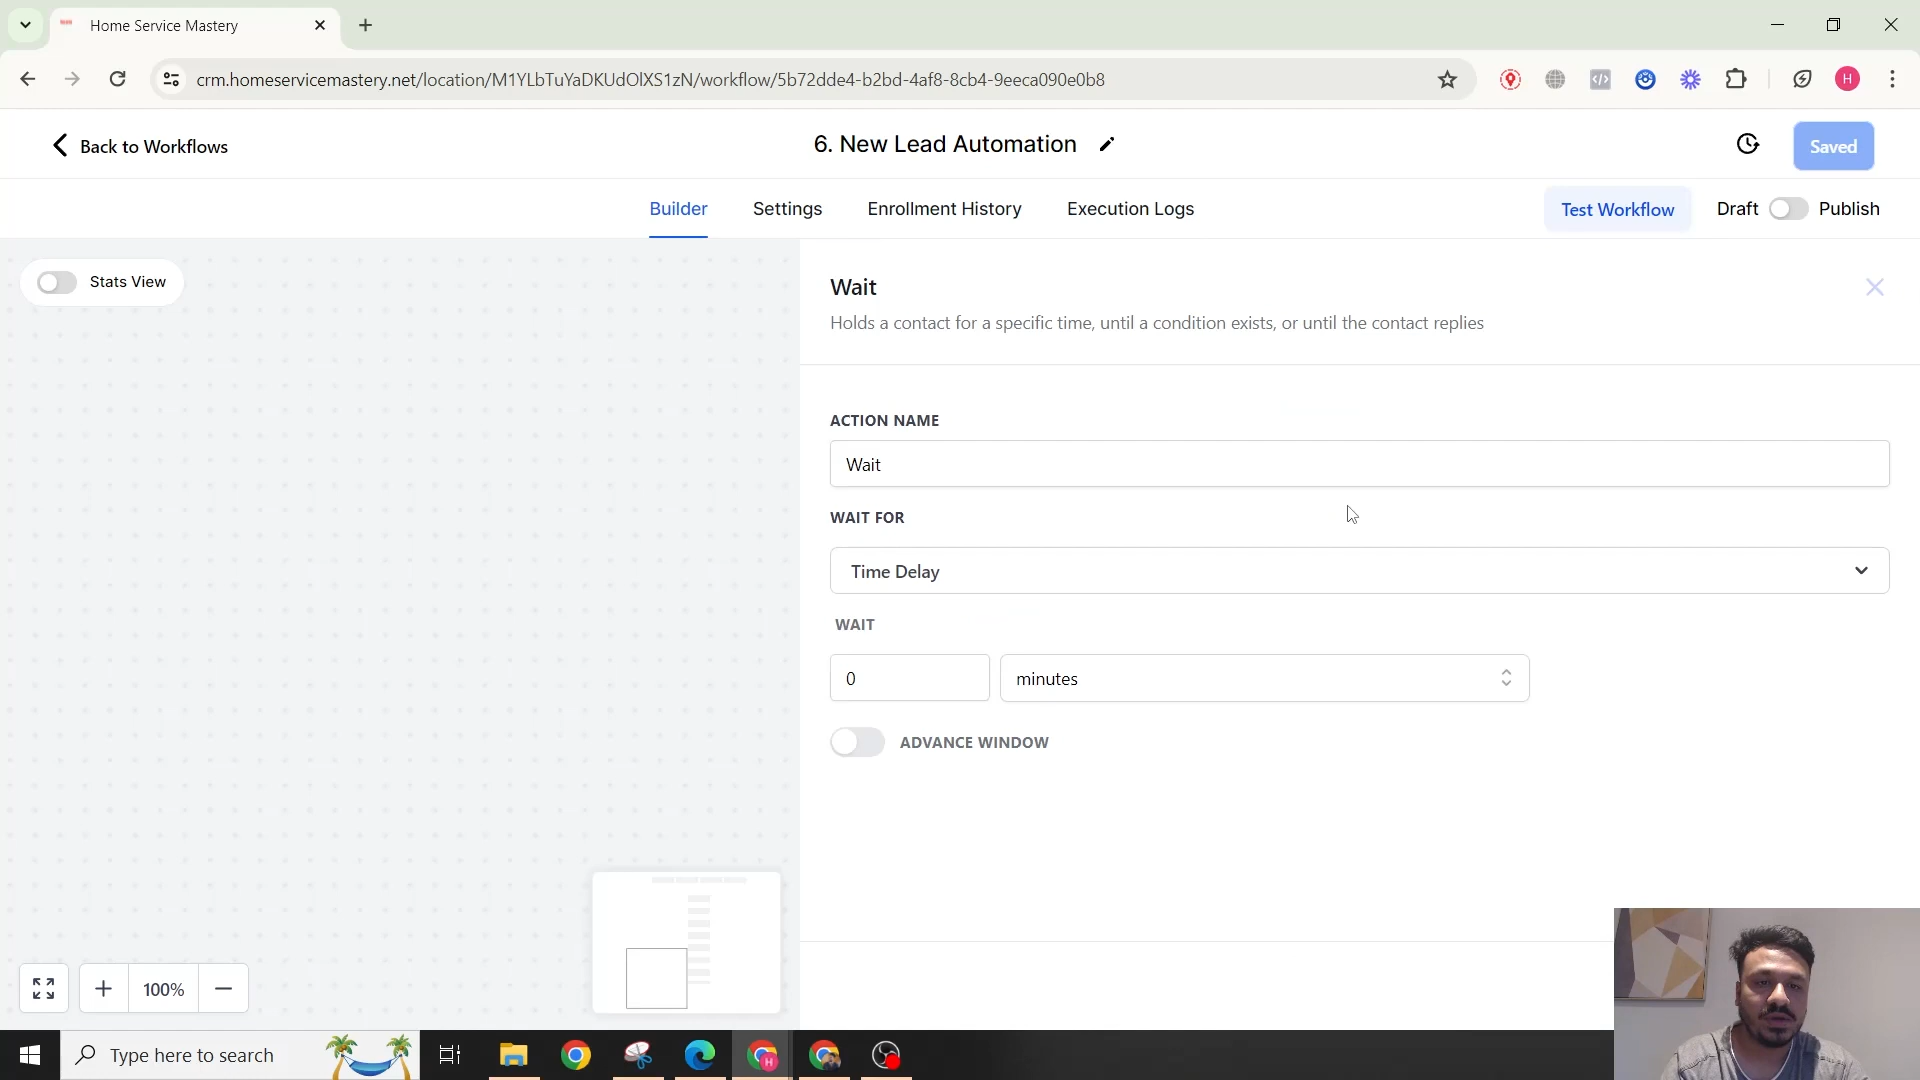 Home Service Mastery
crm.homeservicemastery.net/location/M1YLbTuYaDKUdOlXS1zN/workflow/5b72dde4-b2bd-4af8-8cb4-9eeca090e0b8
H
Back to Workflows
6. New Lead Automation
Saved
Builder
Settings
Enrollment History
Execution Logs
Test Workflow
Draft
Publish
Stats View
Wait
Holds a contact for a specific time, until a condition exists, or until the contact replies
ACTION NAME
Wait
WAIT FOR
Time Delay
WAIT
0
minutes
ADVANCE WINDOW
100%
Type here to search
H